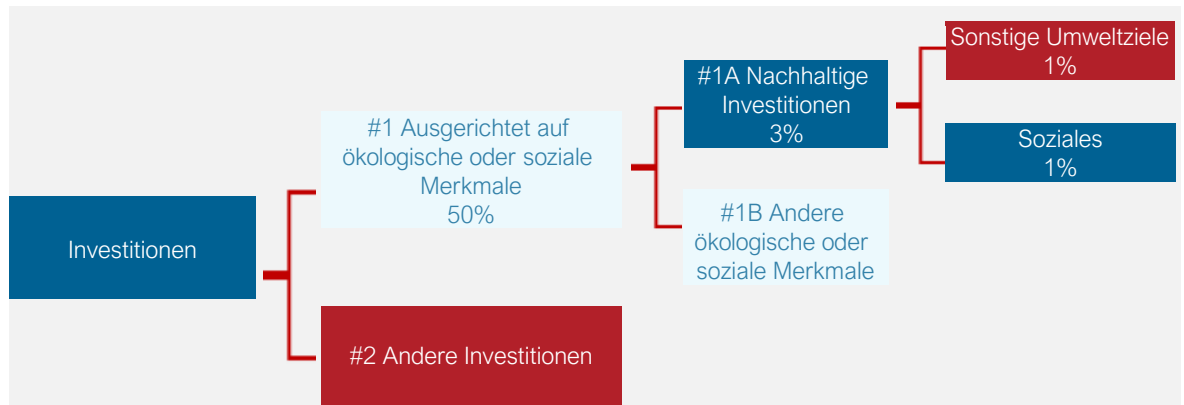 Investitionen
#1 Ausgerichtet auf
ökologische oder soziale
Merkmale
50%
#2 Andere Investitionen
#1A Nachhaltige
Investitionen
3%
#1B Andere
ökologische oder
soziale Merkmale
Sonstige Umweltziele
1%
Soziales
1%